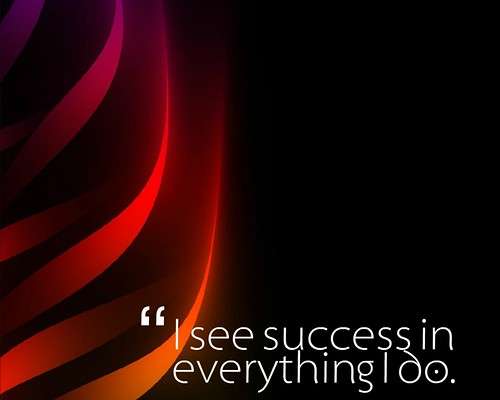 “I see success in
everything I do.